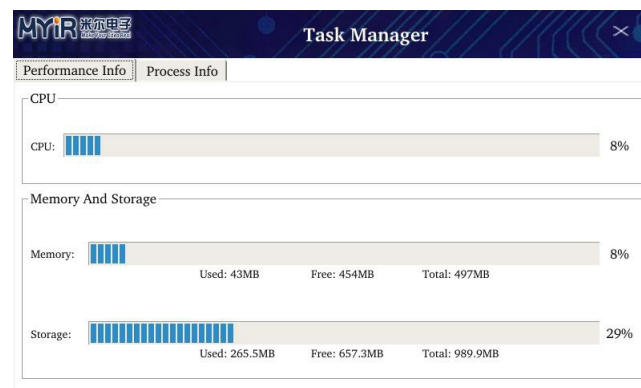 MYiR 米尔电子
Make Your Idea Real
Task Manager
Performance Info Process Info
CPU
CPU: 8%
Memory And Storage
Memory: 8%
Used: 43MB Free: 454MB Total: 497MB
Storage: 29%
Used: 265.5MB Free: 657.3MB Total: 989.9MB